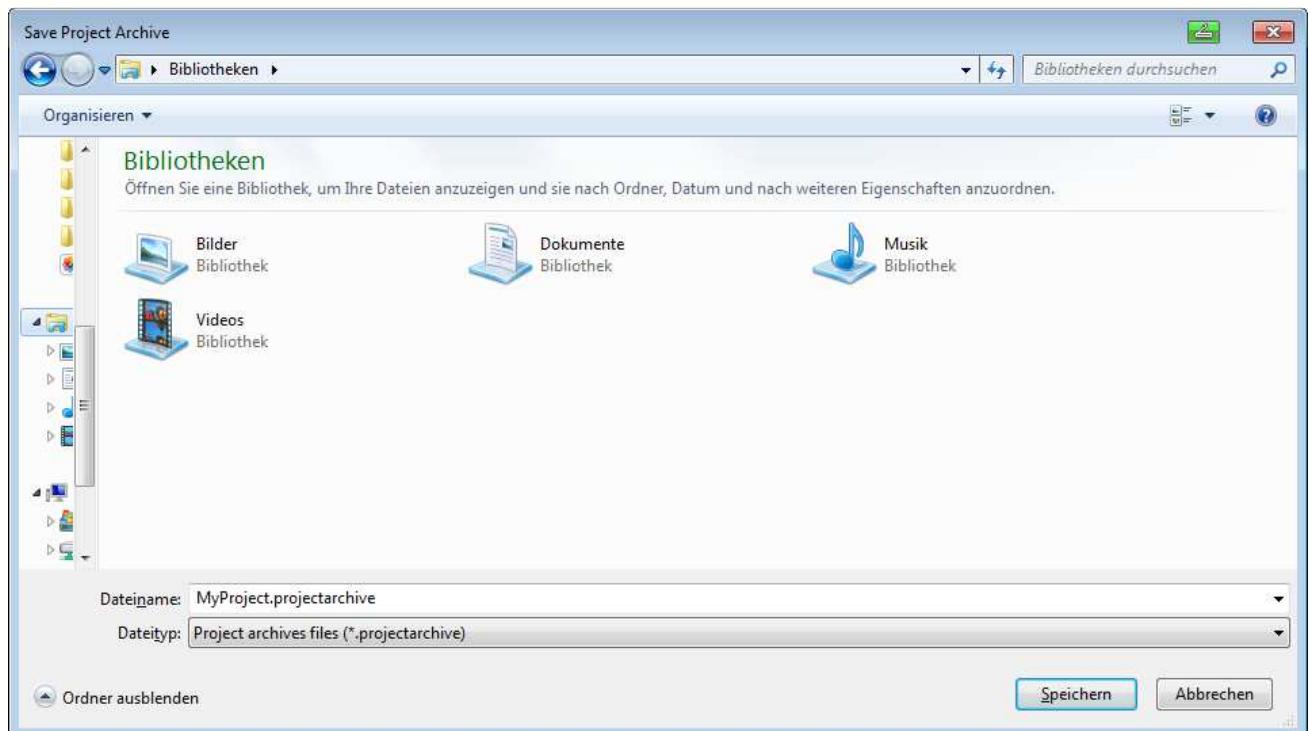 Save Project Archive
Bibliotheken
Bibliotheken durchsuchen
Organisieren
Bibliotheken
Öffnen Sie eine Bibliothek, um Ihre Dateien anzuzeigen und sie nach Ordner, Datum und nach weiteren Eigenschaften anzuordnen.
Bilder
Bibliothek
Dokumente
Bibliothek
Musik
Bibliothek
Videos
Bibliothek
Dateiname: MyProject.projectarchive
Dateityp: Project archives files (*.projectarchive)
Ordner ausblenden
Speichern
Abbrechen